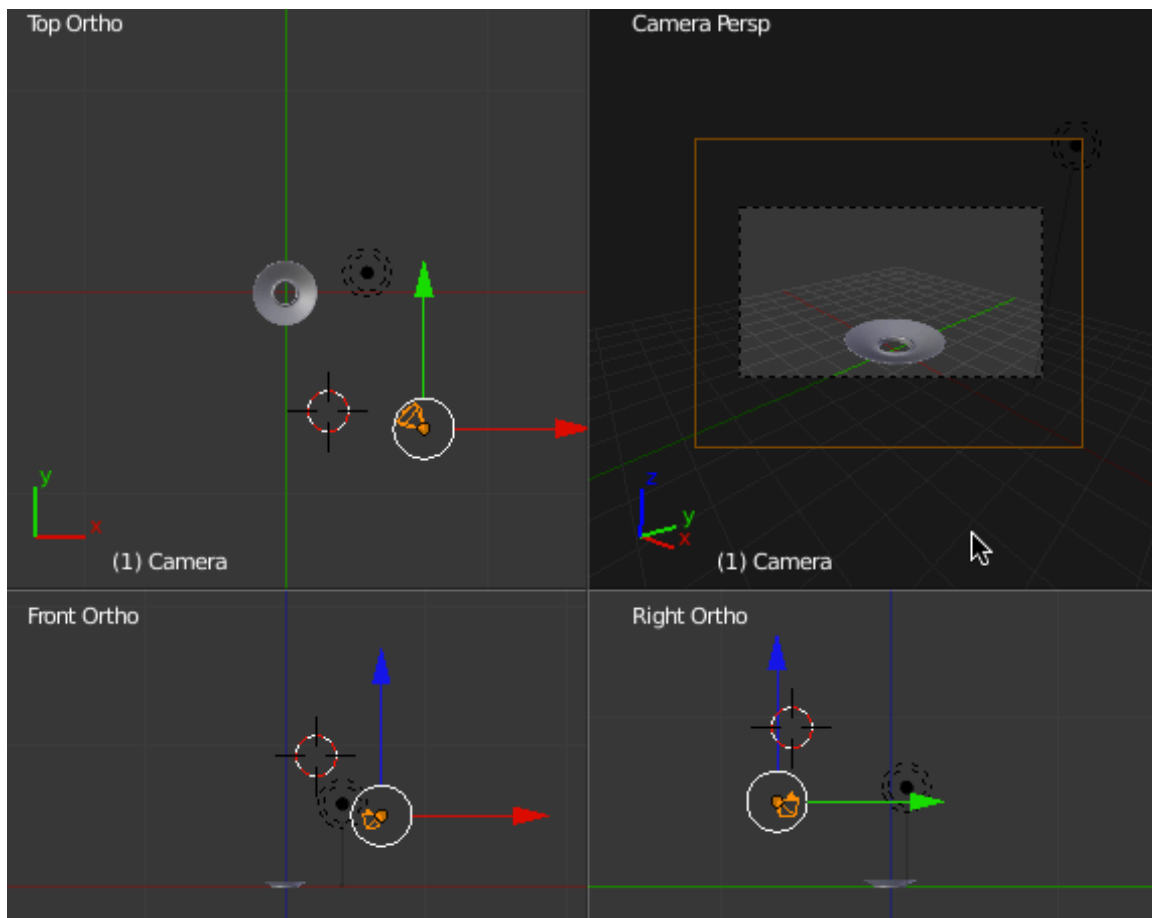 Top Ortho
Camera Persp
y
x
(1) Camera
z
y
x
(1) Camera
Front Ortho
Right Ortho